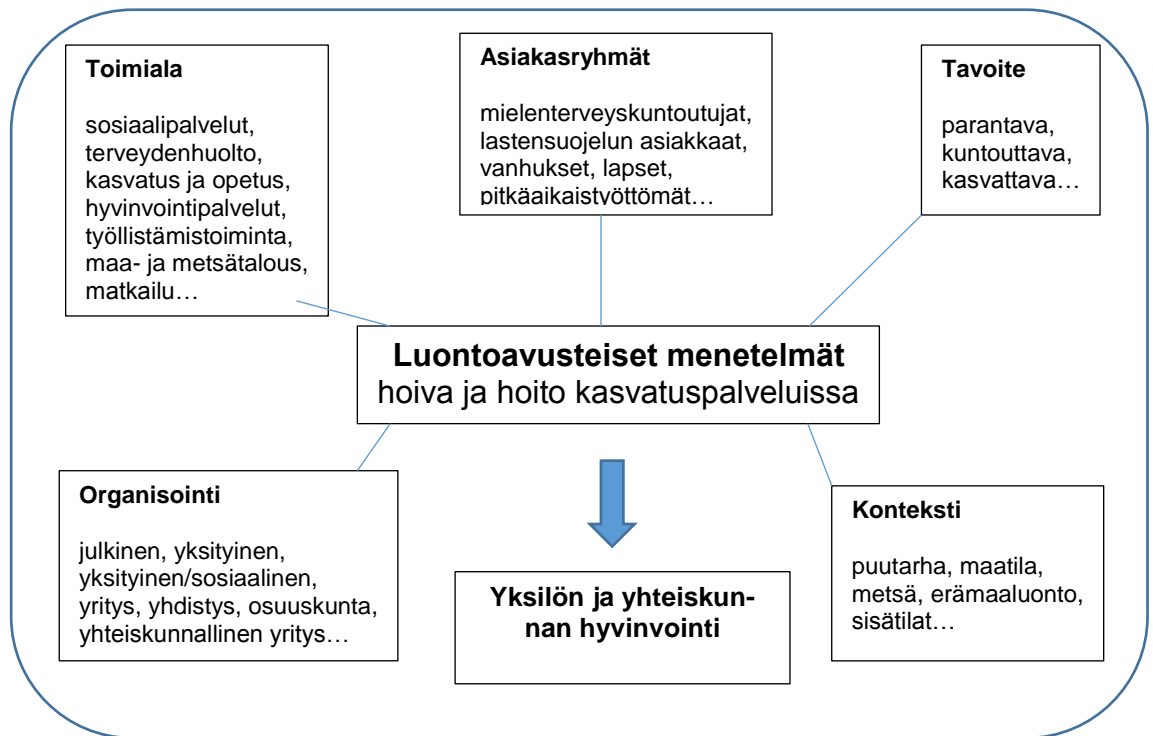 Toimiala
sosiaalipalvelut,
terveydenhuolto,
kasvatus ja opetus,
hyvinvointipalvelut,
työllistämistoiminta,
maa- ja metsätalous,
matkailu…
Asiakasryhmät
mielenterveyskuntoutujat,
lastensuojelun asiakkaat,
vanhukset, lapset,
pitkäaikaistyöttömät…
Tavoite
parantava,
kuntouttava,
kasvattava…
Luontoavusteiset menetelmät
hoiva ja hoito kasvatuspalveluissa
Organisointi
julkinen, yksityinen,
yksityinen/sosiaalinen,
yritys, yhdistys, osuuskunta,
yhteiskunnallinen yritys…
Yksilön ja yhteiskun-
nan hyvinvointi
Konteksti
puutarha, maatila,
metsä, erämaaluonto,
sisätilat…